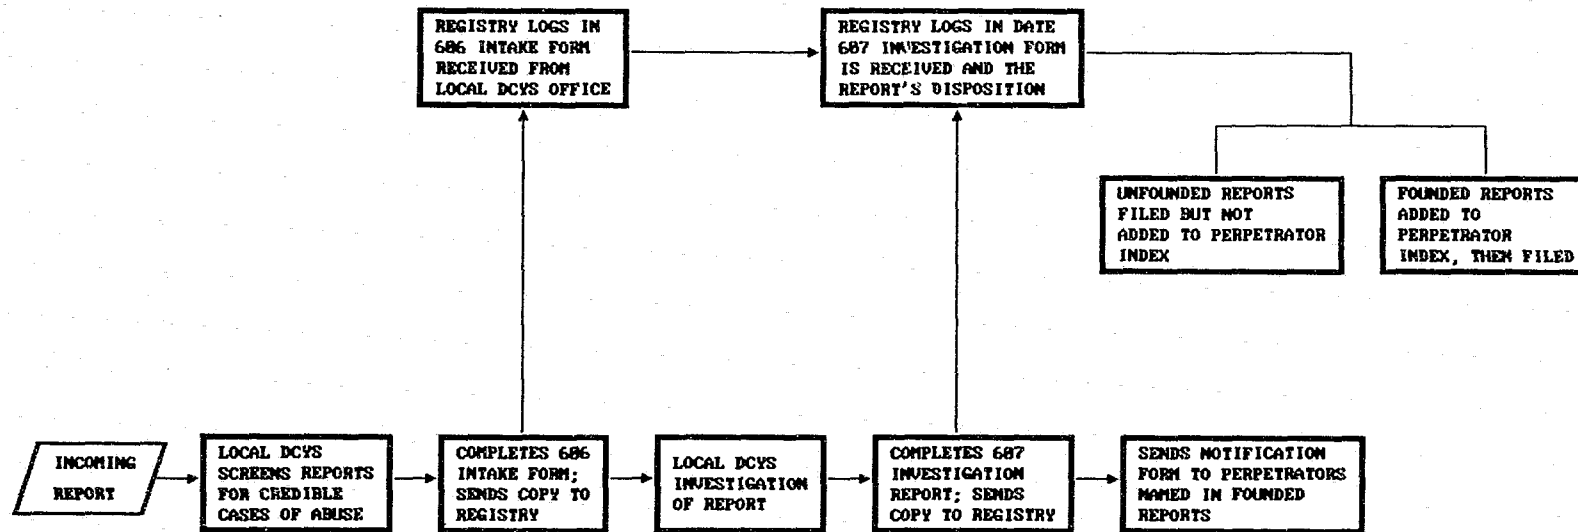 REGISTRY LOGS IN
606 INTAKE FORM
RECEIVED FROM
LOCAL DCYS OFFICE
REGISTRY LOGS IN DATE
607 INVESTIGATION FORM
IS RECEIVED AND THE
REPORT'S DISPOSITION
UNFOUNDED REPORTS
FILED BUT NOT
ADDED TO PERPETRATOR
INDEX
FOUNDED REPORTS
ADDED TO
PERPETRATOR
INDEX, THEN FILED
INCOMING
REPORT
LOCAL DCYS
SCREENS REPORTS
FOR CREDIBLE
CASES OF ABUSE
COMPLETES 606
INTAKE FORM;
SENDS COPY TO
REGISTRY
LOCAL DCYS
INVESTIGATION
OF REPORT
COMPLETES 607
INVESTIGATION
REPORT; SENDS
COPY TO REGISTRY
SENDS NOTIFICATION
FORM TO PERPETRATORS
NAMED IN FOUNDED
REPORTS